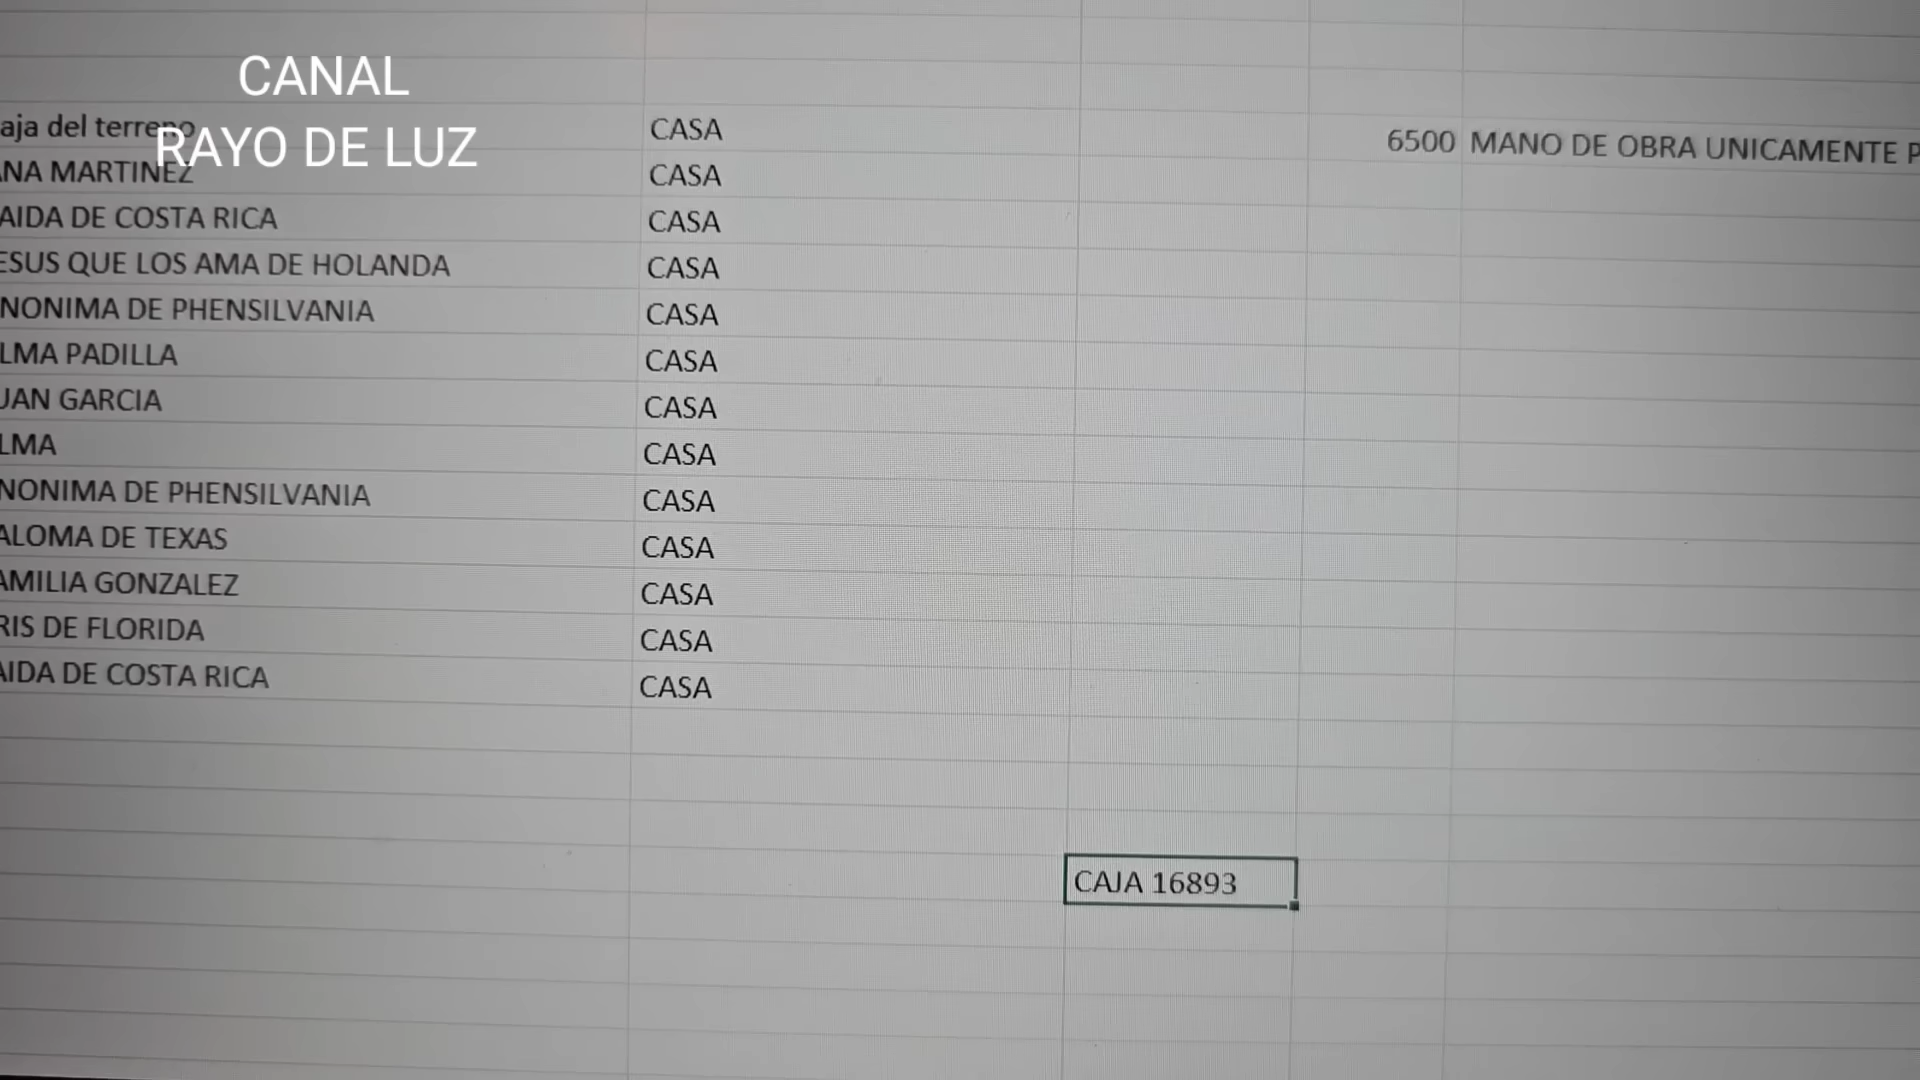 CANAL
RAYO DE LUZ
aja del terreno CASA 6500 MANO DE OBRA UNICAMENTE P
ANA MARTINEZ CASA
AIDA DE COSTA RICA CASA
ESUS QUE LOS AMA DE HOLANDA CASA
NONIMA DE PHENSILVANIA CASA
LMA PADILLA CASA
UAN GARCIA CASA
LMA CASA
NONIMA DE PHENSILVANIA CASA
ALOMA DE TEXAS CASA
AMILIA GONZALEZ CASA
RIS DE FLORIDA CASA
AIDA DE COSTA RICA CASA
CAJA 16893